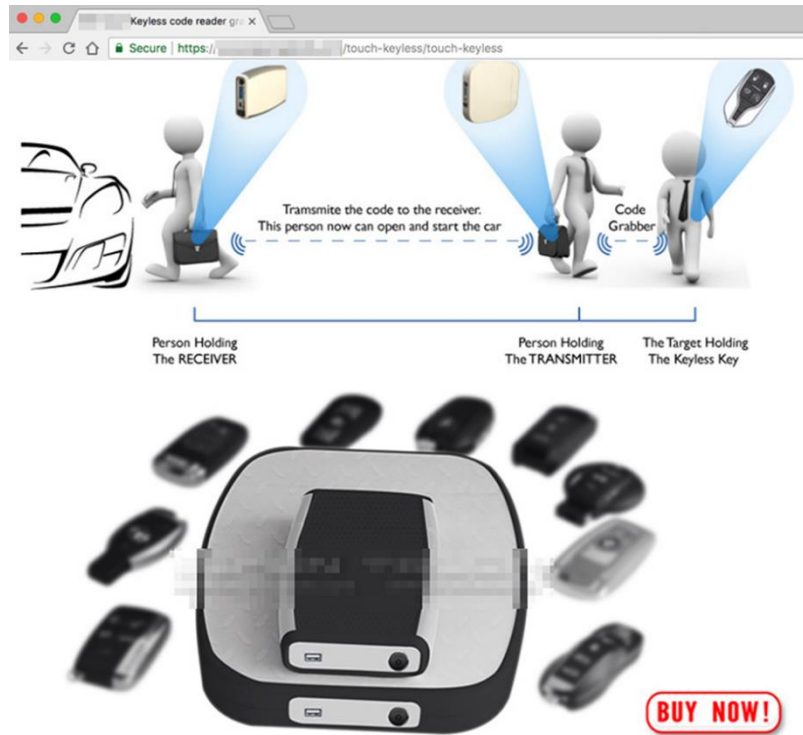 Keyless code reader gra
Secure | https://
/touch-keyless/touch-keyless
Transmite the code to the receiver.
This person now can open and start the car
Code
Grabber
Person Holding
The RECEIVER
Person Holding
The TRANSMITTER
The Target Holding
The Keyless Key
BUY NOW!